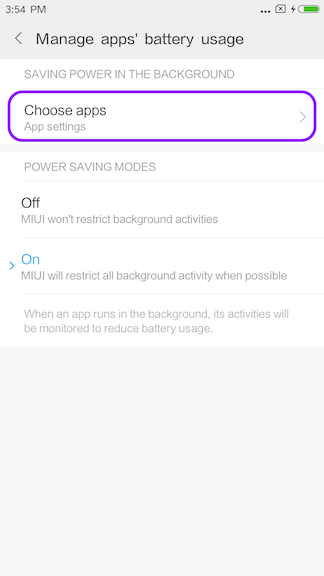 3:54 PM
Manage apps' battery usage
SAVING POWER IN THE BACKGROUND
Choose apps
App settings
POWER SAVING MODES
Off
MIUI won't restrict background activities
On
MIUI will restrict all background activity when possible
When an app runs in the background, its activities will
be monitored to reduce battery usage.